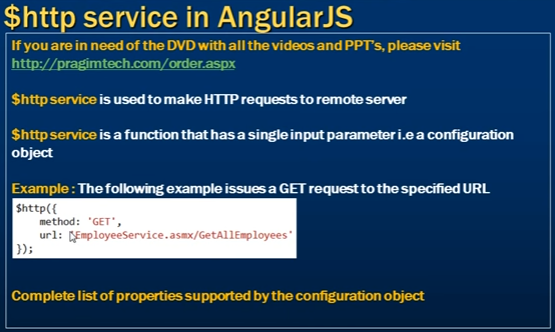 $http service in AngularJS
If you are in need of the DVD with all the videos and PPT's, please visit
http://pragimtech.com/order.aspx
$http service is used to make HTTP requests to remote server
$http service is a function that has a single input parameter i.e a configuration
object
Example : The following example issues a GET request to the specified URL
$http({
method: 'GET',
url: 'EmployeeService.asmx/GetAllEmployees'
});
Complete list of properties supported by the configuration object